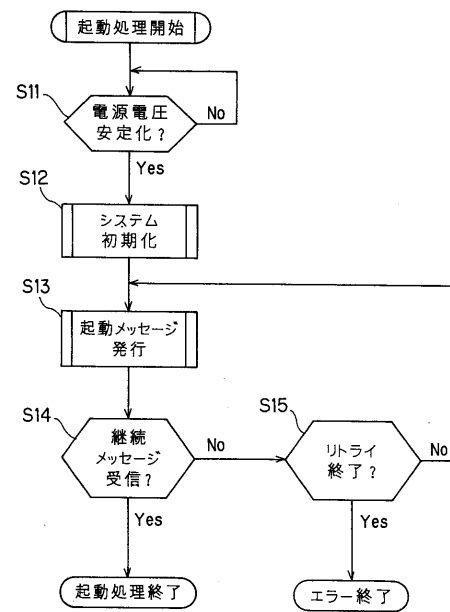 起動処理開始
S11
電源電圧
安定化?
No
Yes
S12
システム
初期化
S13
起動メッセージ
発行
S14
継続
メッセージ
受信?
No
S15
リトライ
終了?
No
Yes
Yes
起動処理終了
エラー終了